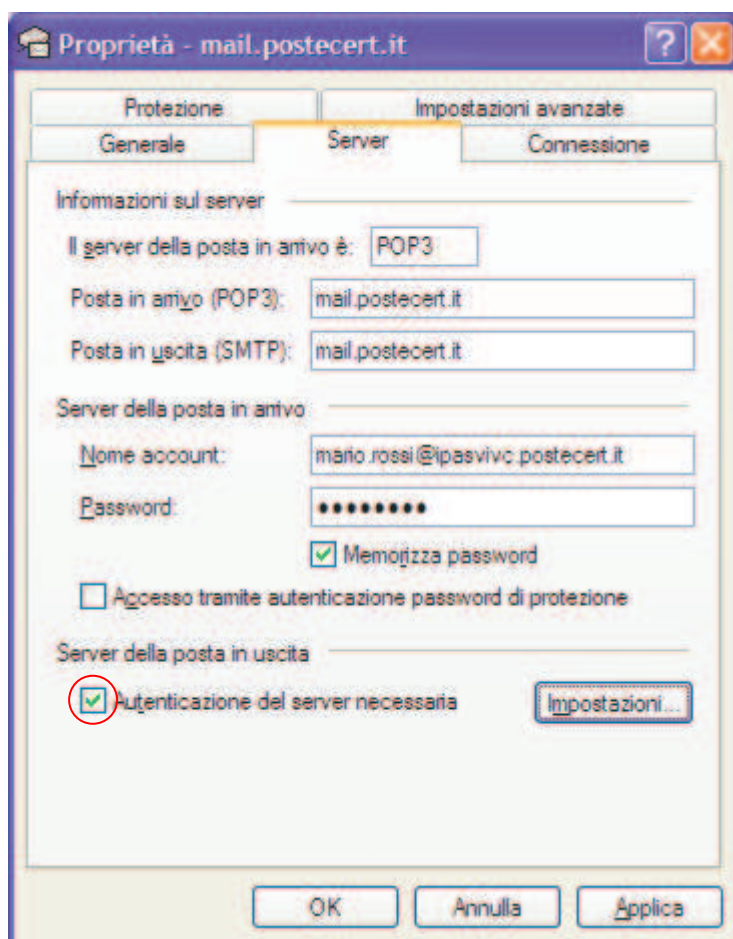 Proprietà - mail.postecert.it
Protezione Impostazioni avanzate
Generale Server Connessione
Informazioni sul server
Il server della posta in arrivo è: POP3
Posta in arrivo (POP3): mail.postecert.it
Posta in uscita (SMTP): mail.postecert.it
Server della posta in arrivo
Nome account: mario.rossi@ipasvivc.postecert.it
Password: ●●●●●●●●
Memorizza password
Accesso tramite autenticazione password di protezione
Server della posta in uscita
Autenticazione del server necessaria Impostazioni...
OK Annulla Applica